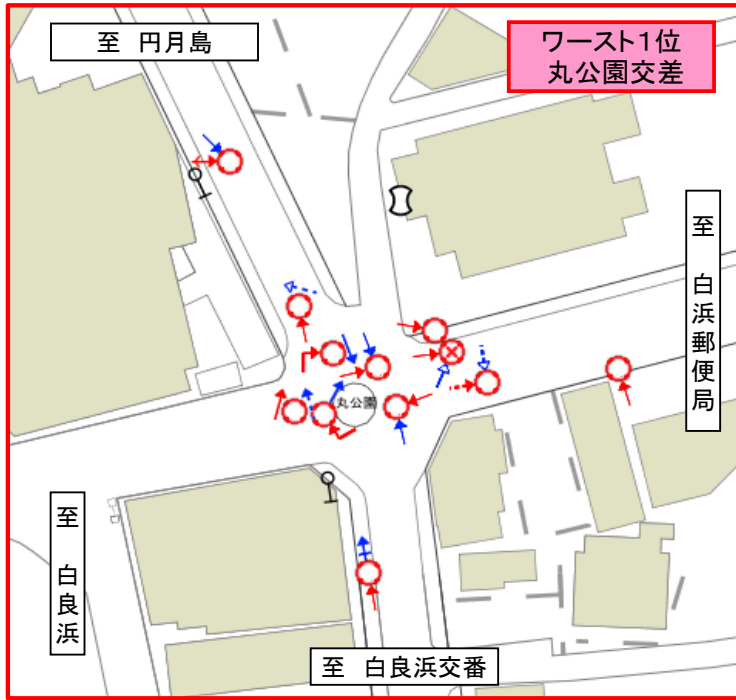 至 円月島
ワースト1位
丸公園交差
至 白浜郵便局
丸公園
至 白良浜
至 白良浜交番